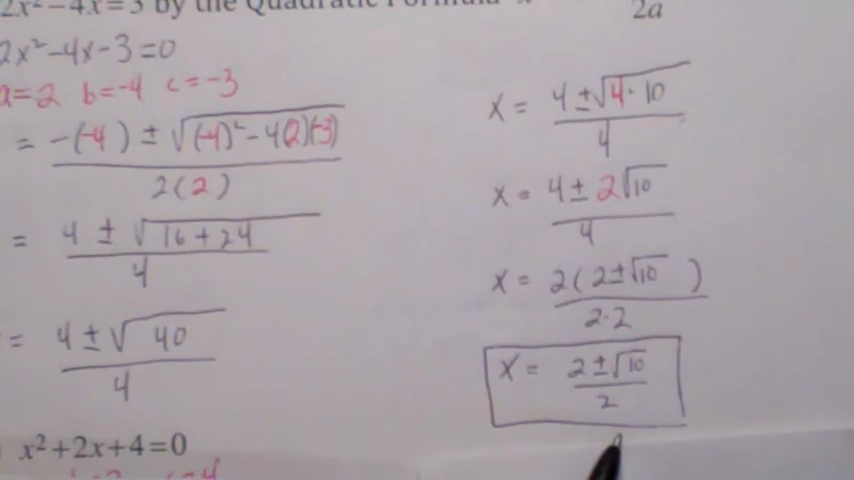 2x² - 4x = 3 by the Quadratic Formula
2a
2x² - 4x - 3 = 0
a = 2 b = -4 c = -3
= -(-4) ± √(-4)² - 4(2)(-3)
2(2)
= 4 ± √16 + 24
4
= 4 ± √40
4
x = 4 ± √4 · 10
4
x = 4 ± 2√10
4
x = 2(2 ± √10 )
2·2
x = 2 ± √10
2
x² + 2x + 4 = 0